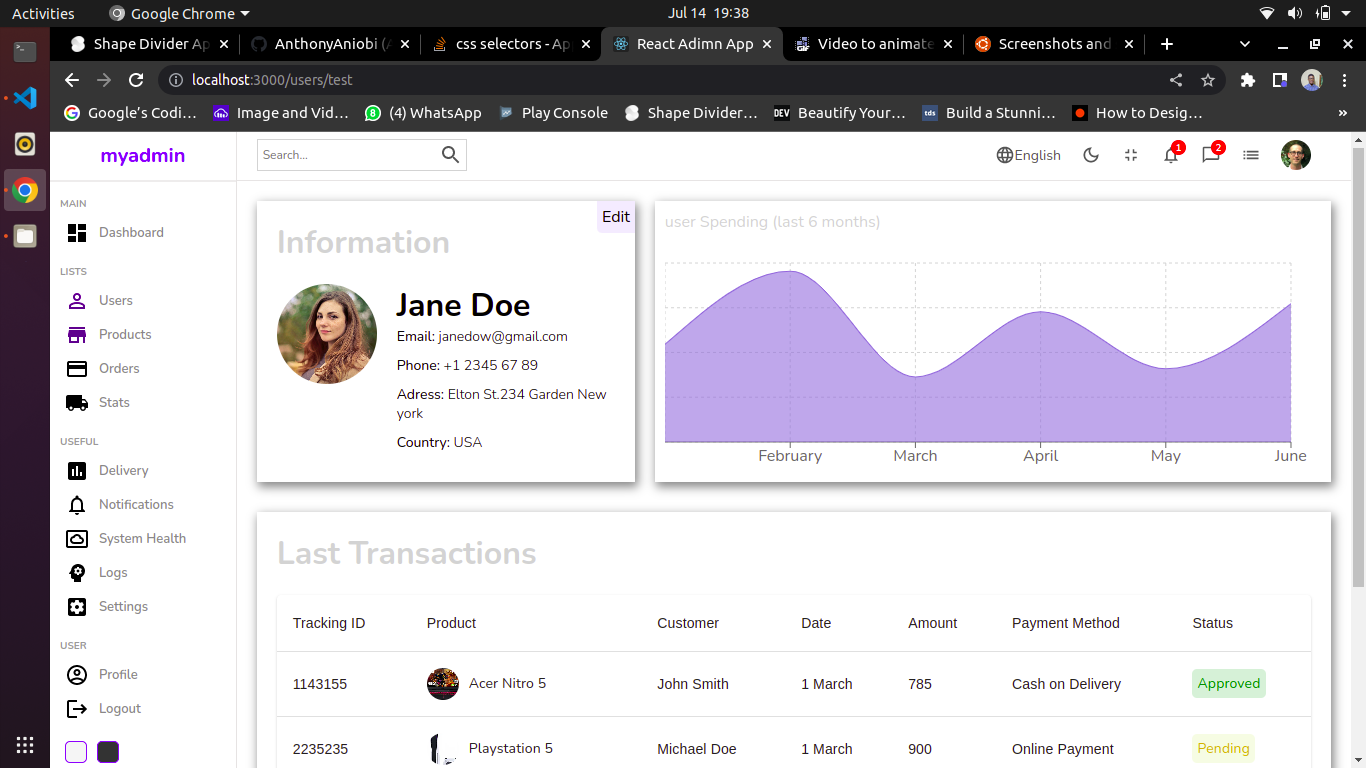 Activities
Google Chrome
Jul 14 19:38
Shape Divider Ap
AnthonyAniobi (A
css selectors - Ap
React Adimn App
Video to animate
Screenshots and
localhost:3000/users/test
Google's Codi...
Image and Vid...
(4) WhatsApp
Play Console
Shape Divider...
DEV Beautify Your...
tds Build a Stunni...
How to Desig...
»
myadmin
Search...
English
1
2
MAIN
Dashboard
LISTS
Users
Products
Orders
Stats
USEFUL
Delivery
Notifications
System Health
Logs
Settings
USER
Profile
Logout
Edit
Information
Jane Doe
Email: janedow@gmail.com
Phone: +1 2345 67 89
Adress: Elton St.234 Garden New
york
Country: USA
user Spending (last 6 months)
February March April May June
Last Transactions
Tracking ID Product Customer Date Amount Payment Method Status
1143155 Acer Nitro 5 John Smith 1 March 785 Cash on Delivery Approved
2235235 Playstation 5 Michael Doe 1 March 900 Online Payment Pending